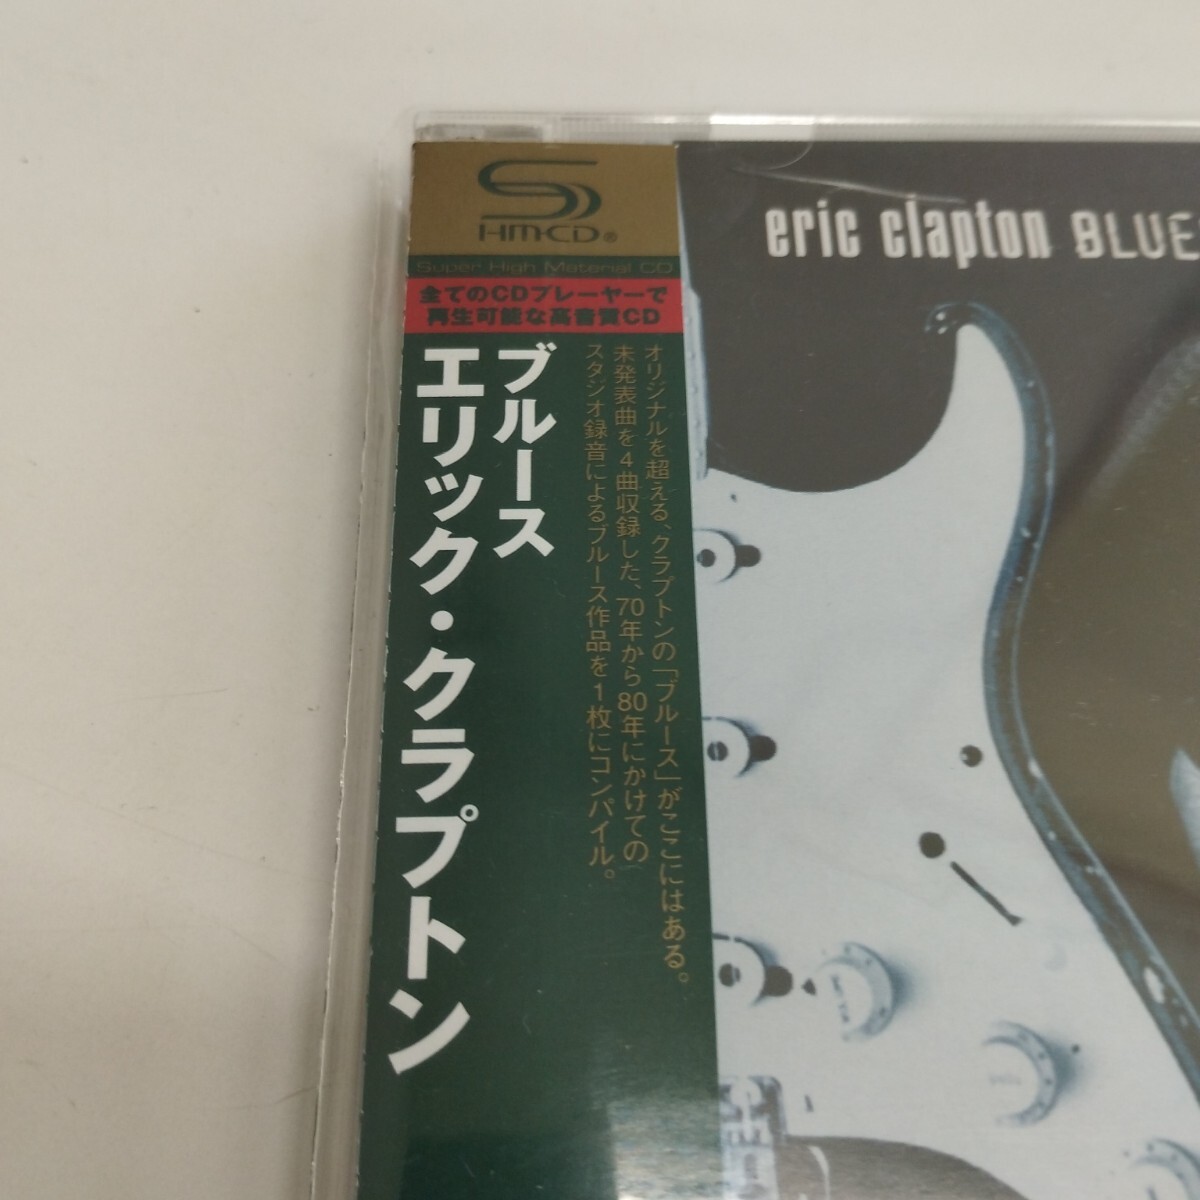 SHM-CD®
Super High Material CD
全てのCDプレーヤーで
再生可能な高音質CD
ブルース
エリック・クラプトン
オリジナルを超える、クラプトンの「ブルース」がここにはある。
未発表曲を4曲収録した、70年から80年にかけての
スタジオ録音によるブルース作品を1枚にコンパイル。
eric clapton BLUES